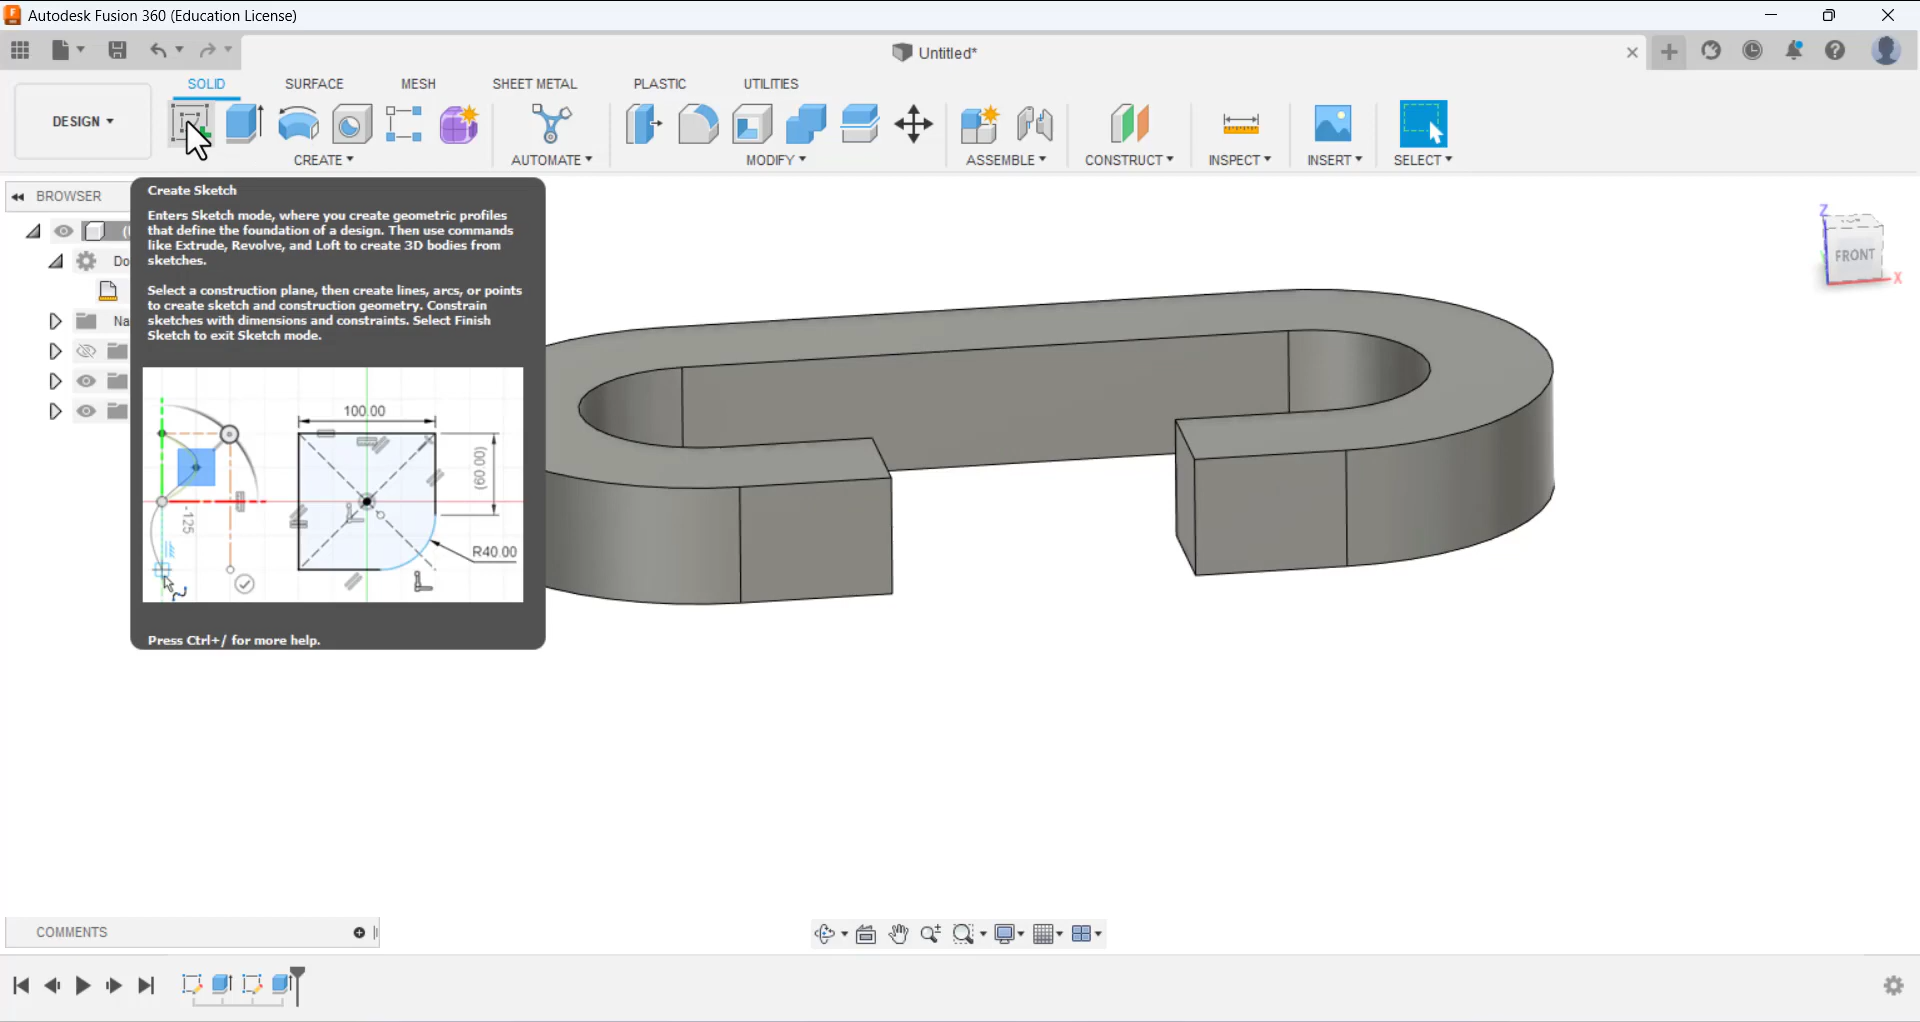 Autodesk Fusion 360 (Education License)
Untitled*
SOLID
SURFACE
MESH
SHEET METAL
PLASTIC
UTILITIES
DESIGN
CREATE
AUTOMATE
MODIFY
ASSEMBLE
CONSTRUCT
INSPECT
INSERT
SELECT
BROWSER
Do
Na
Create Sketch
Enters Sketch mode, where you create geometric profiles
that define the foundation of a design. Then use commands
like Extrude, Revolve, and Loft to create 3D bodies from
sketches.
Select a construction plane, then create lines, arcs, or points
to create sketch and construction geometry. Constrain
sketches with dimensions and constraints. Select Finish
Sketch to exit Sketch mode.
100.00
(60.00)
-125
R40.00
Press Ctrl+/ for more help.
Z
FRONT
X
COMMENTS